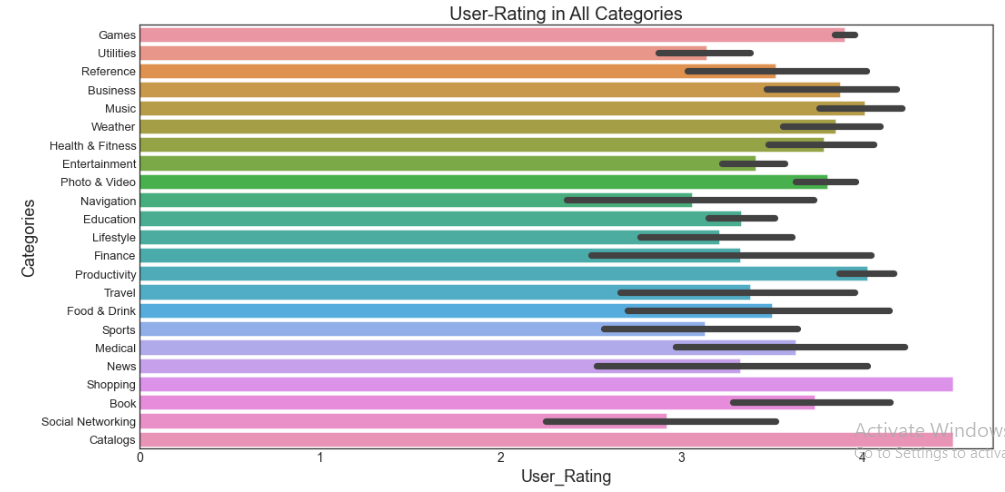 User-Rating in All Categories
Games
Utilities
Reference
Business
Music
Weather
Health & Fitness
Entertainment
Photo & Video
Navigation
Education
Lifestyle
Finance
Productivity
Travel
Food & Drink
Sports
Medical
News
Shopping
Book
Social Networking
Catalogs
Categories
0 1 2 3 4
User_Rating
Activate Windows
Go to Settings to activa